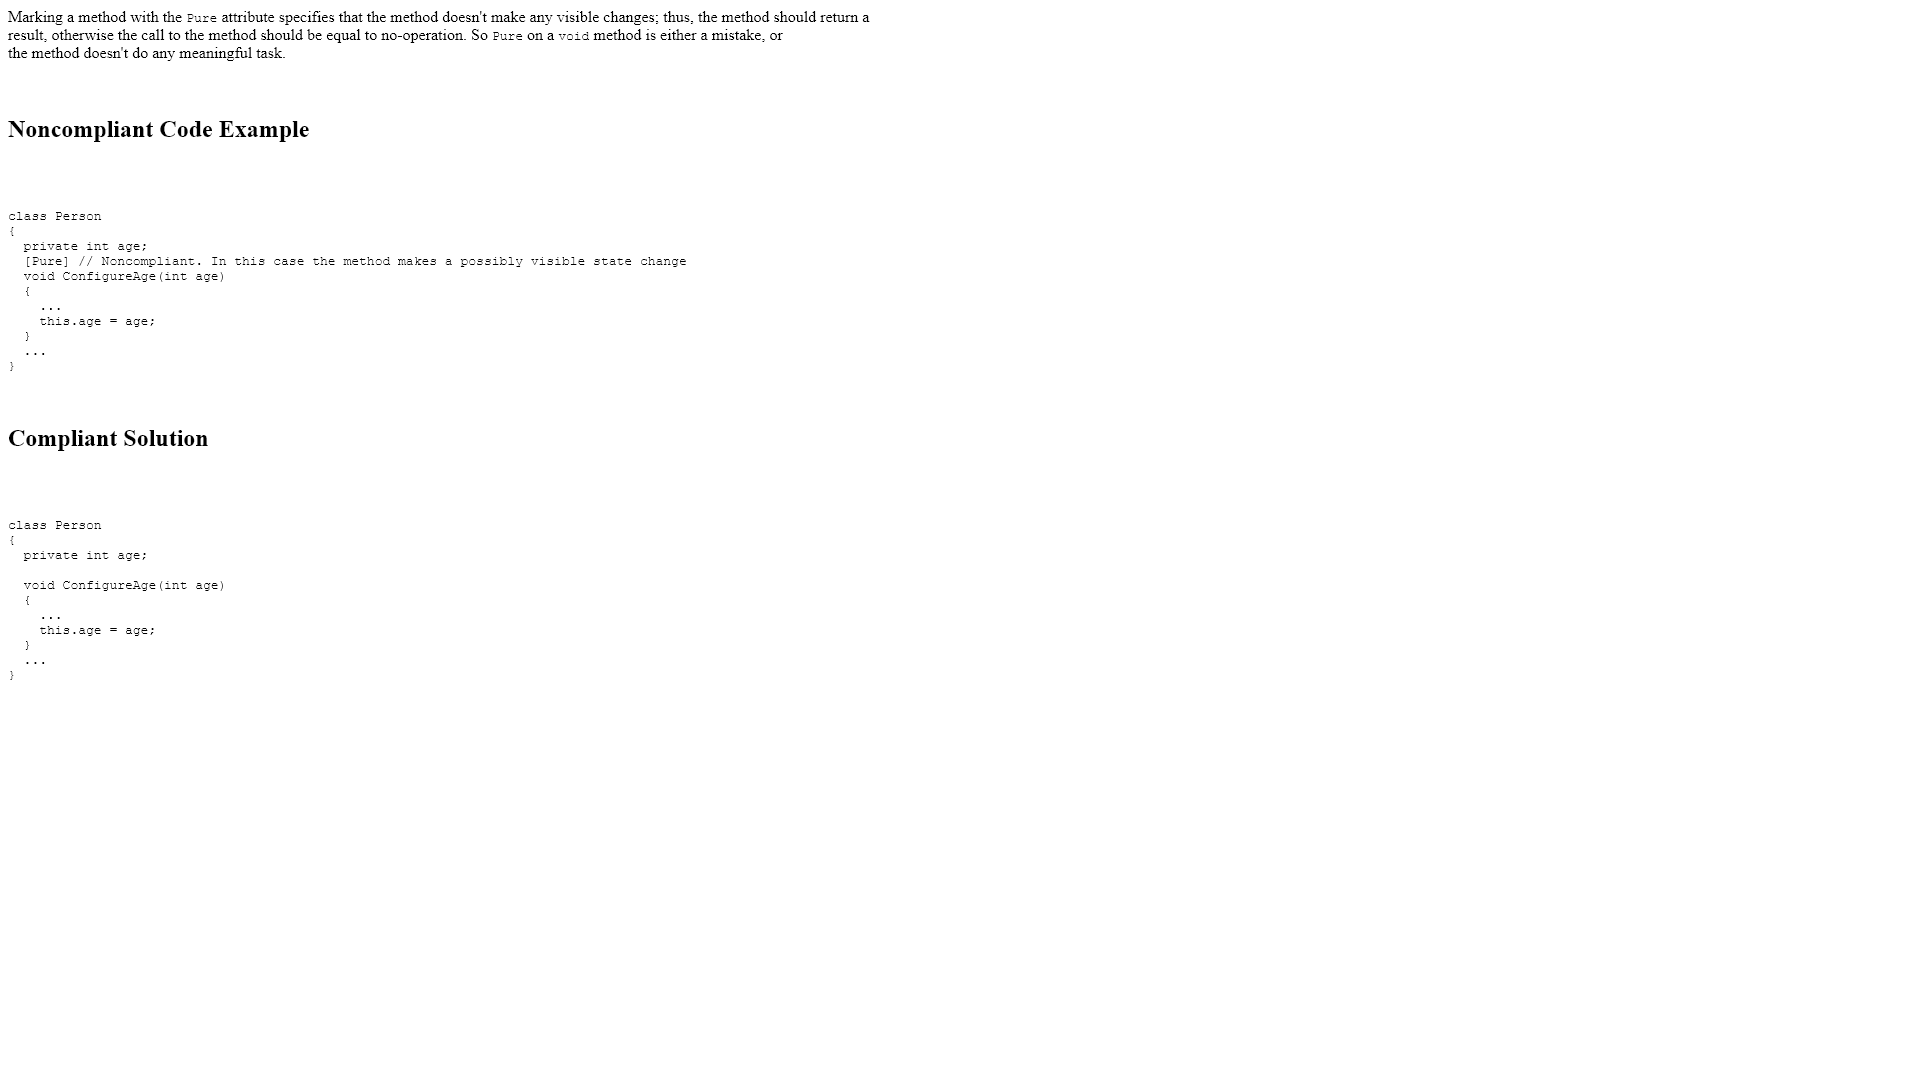 Marking a method with the Pure attribute specifies that the method doesn't make any visible changes; thus, the method should return a
result, otherwise the call to the method should be equal to no-operation. So Pure on a void method is either a mistake, or
the method doesn't do any meaningful task.
Noncompliant Code Example
class Person
{
  private int age;
  [Pure] // Noncompliant. In this case the method makes a possibly visible state change
  void ConfigureAge(int age)
  {
    ...
    this.age = age;
  }
  ...
}
Compliant Solution
class Person
{
  private int age;
  void ConfigureAge(int age)
  {
    ...
    this.age = age;
  }
  ...
}